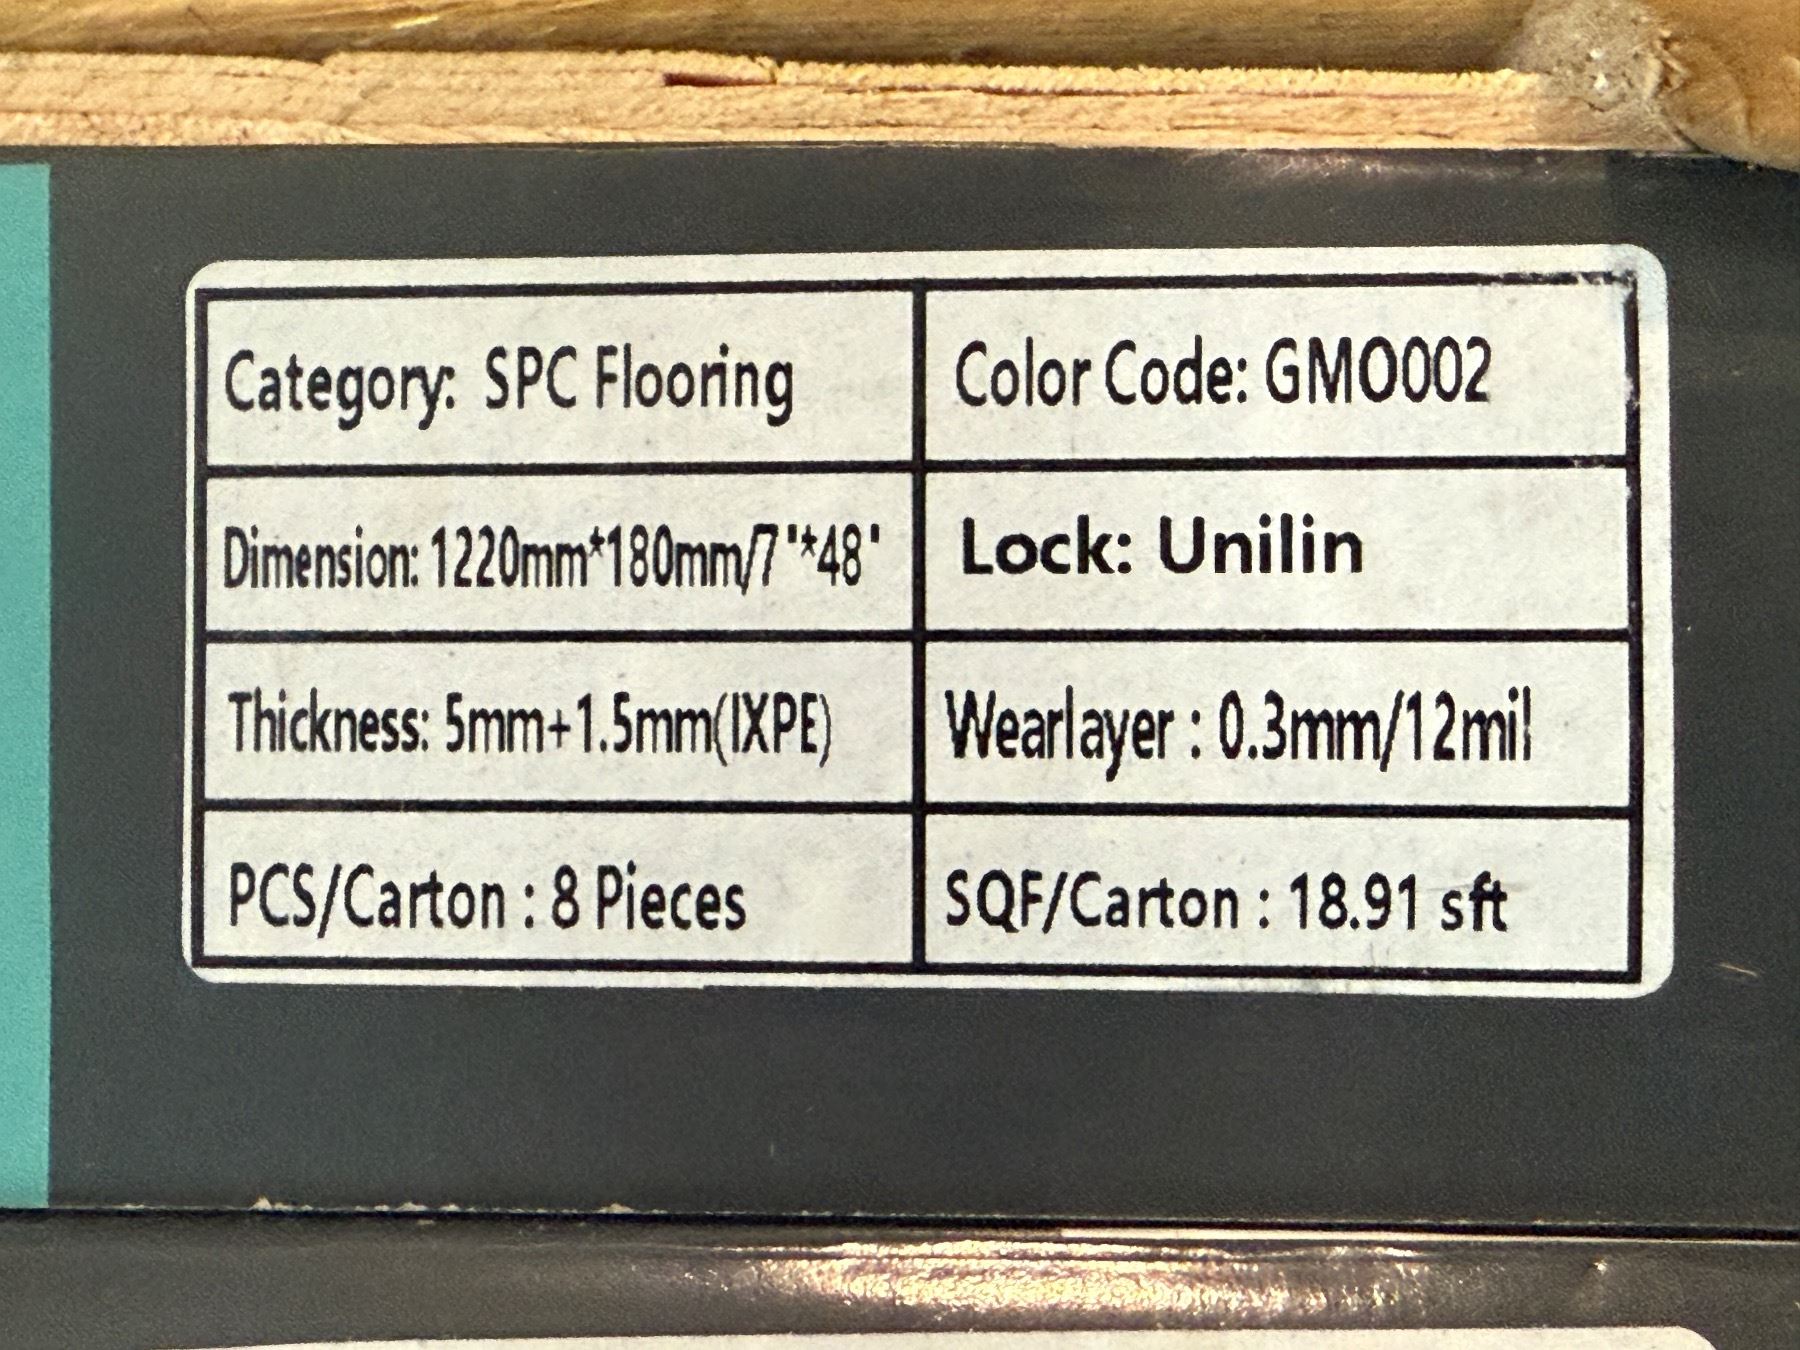 Category: SPC Flooring
Color Code: GMO002
Dimension: 1220mm*180mm/7''*48'
Lock: Unilin
Thickness: 5mm+1.5mm(IXPE)
Wearlayer : 0.3mm/12mil
PCS/Carton : 8 Pieces
SQF/Carton : 18.91 sft